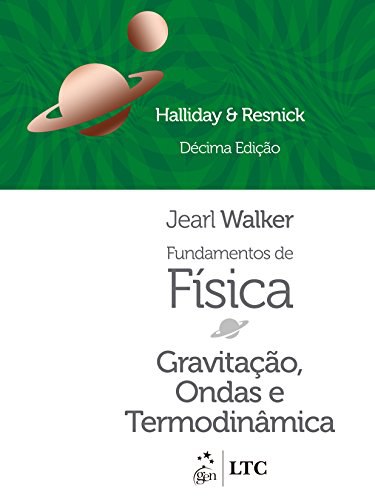 Halliday & Resnick
Décima Edição
Jearl Walker
Fundamentos de
Física
Gravitação,
Ondas e
Termodinâmica
gen LTC